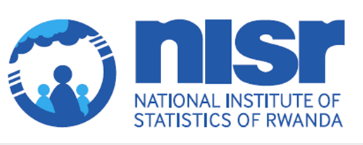 nisr
NATIONAL INSTITUTE OF
STATISTICS OF RWANDA